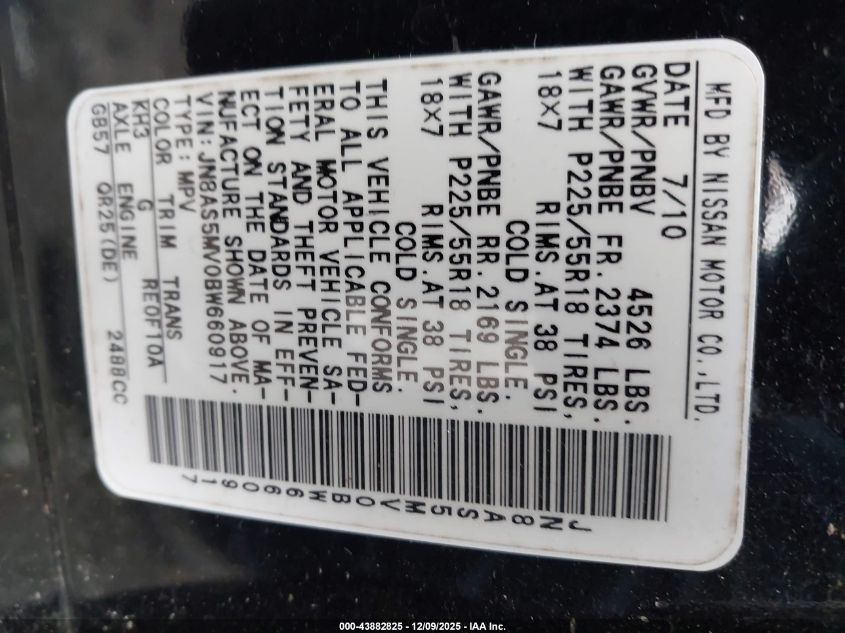 MFD BY NISSAN MOTOR CO.,LTD.
DATE 7/10
GVWR/PNBV 4526 LBS.
GAWR/PNBE FR. 2374 LBS.
WITH P225/55R18 TIRES,
18×7 RIMS.AT 38 PSI
COLD SINGLE.
GAWR/PNBE RR. 2169 LBS.
WITH P225/55R18 TIRES,
18×7 RIMS.AT 38 PSI
COLD SINGLE.
THIS VEHICLE CONFORMS
TO ALL APPLICABLE FED-
ERAL MOTOR VEHICLE SA-
FETY AND THEFT PREVEN-
TION STANDARDS IN EFF-
ECT ON THE DATE OF MA-
NUFACTURE SHOWN ABOVE.
VIN:JN8AS5MV0BW660917
TYPE:MPV
COLOR TRIM TRANS
KH3 G RE0F10A
AXLE ENGINE
GB57 QR25(DE) 2488CC
JN8AS5MV0BW660917
000-43882825 - 12/09/2025 - IAA Inc.